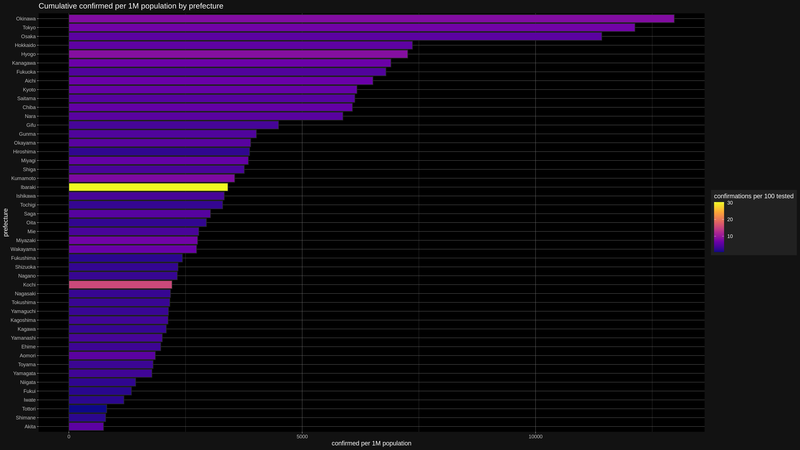 Cumulative confirmed per 1M population by prefecture
Okinawa
Tokyo
Osaka
Hokkaido
Hyogo
Kanagawa
Fukuoka
Aichi
Kyoto
Saitama
Chiba
Nara
Gifu
Gunma
Okayama
Hiroshima
Miyagi
Shiga
Kumamoto
Ibaraki
Ishikawa
Tochigi
Saga
Oita
Mie
Miyazaki
Wakayama
Fukushima
Shizuoka
Nagano
Kochi
Nagasaki
Tokushima
Yamaguchi
Kagoshima
Kagawa
Yamanashi
Ehime
Aomori
Toyama
Yamagata
Niigata
Fukui
Iwate
Tottori
Shimane
Akita
prefecture
0
5000
10000
confirmed per 1M population
confirmations per 100 tested
30
20
10